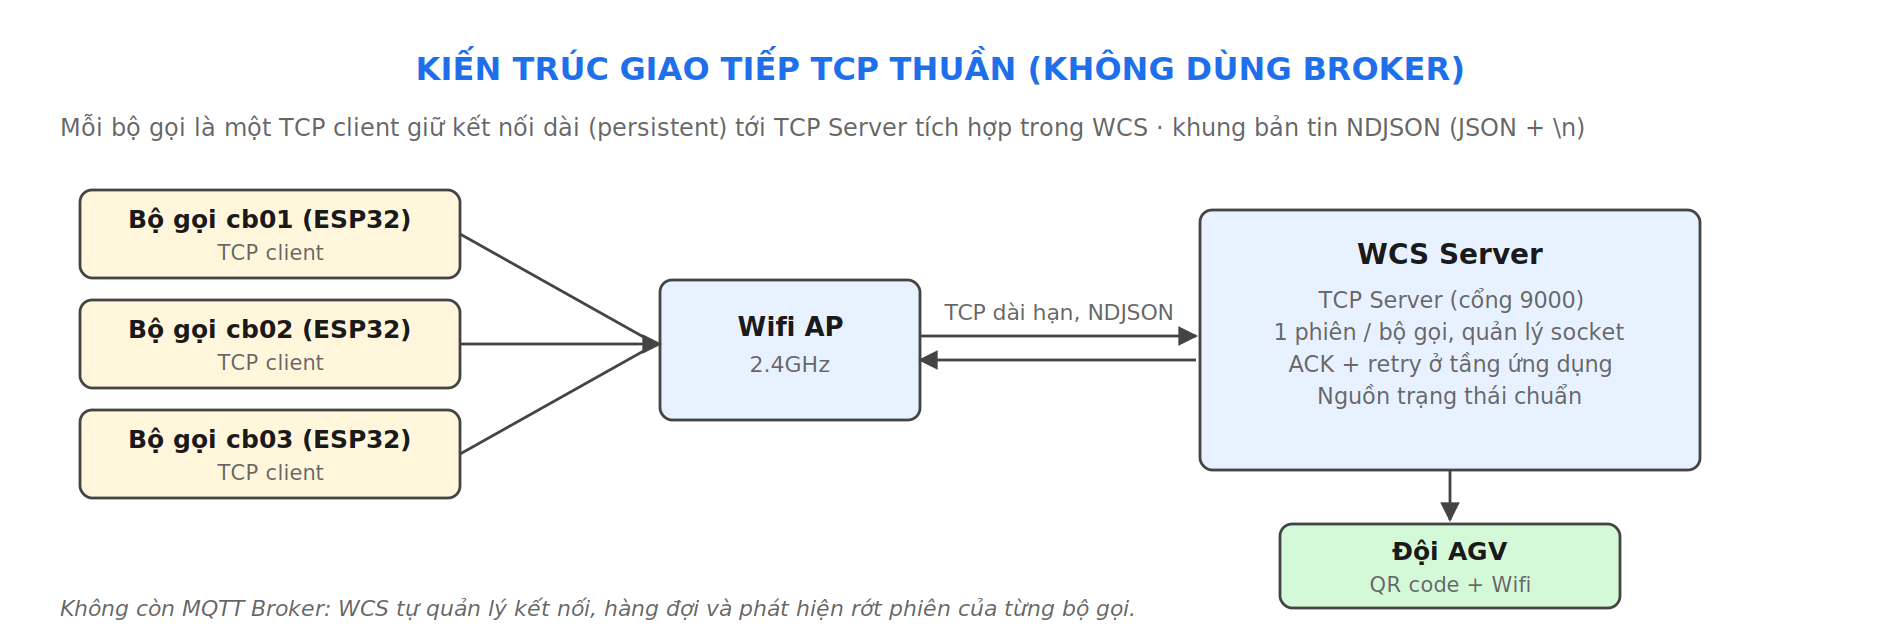 KIẾN TRÚC GIAO TIẾP TCP THUẦN (KHÔNG DÙNG BROKER)
Mỗi bộ gọi là một TCP client giữ kết nối dài (persistent) tới TCP Server tích hợp trong WCS · khung bản tin NDJSON (JSON + \n)
Bộ gọi cb01 (ESP32)
TCP client
Bộ gọi cb02 (ESP32)
TCP client
Bộ gọi cb03 (ESP32)
TCP client
Wifi AP
2.4GHz
TCP dài hạn, NDJSON
WCS Server
TCP Server (cổng 9000)
1 phiên / bộ gọi, quản lý socket
ACK + retry ở tầng ứng dụng
Nguồn trạng thái chuẩn
Đội AGV
QR code + Wifi
Không còn MQTT Broker: WCS tự quản lý kết nối, hàng đợi và phát hiện rớt phiên của từng bộ gọi.